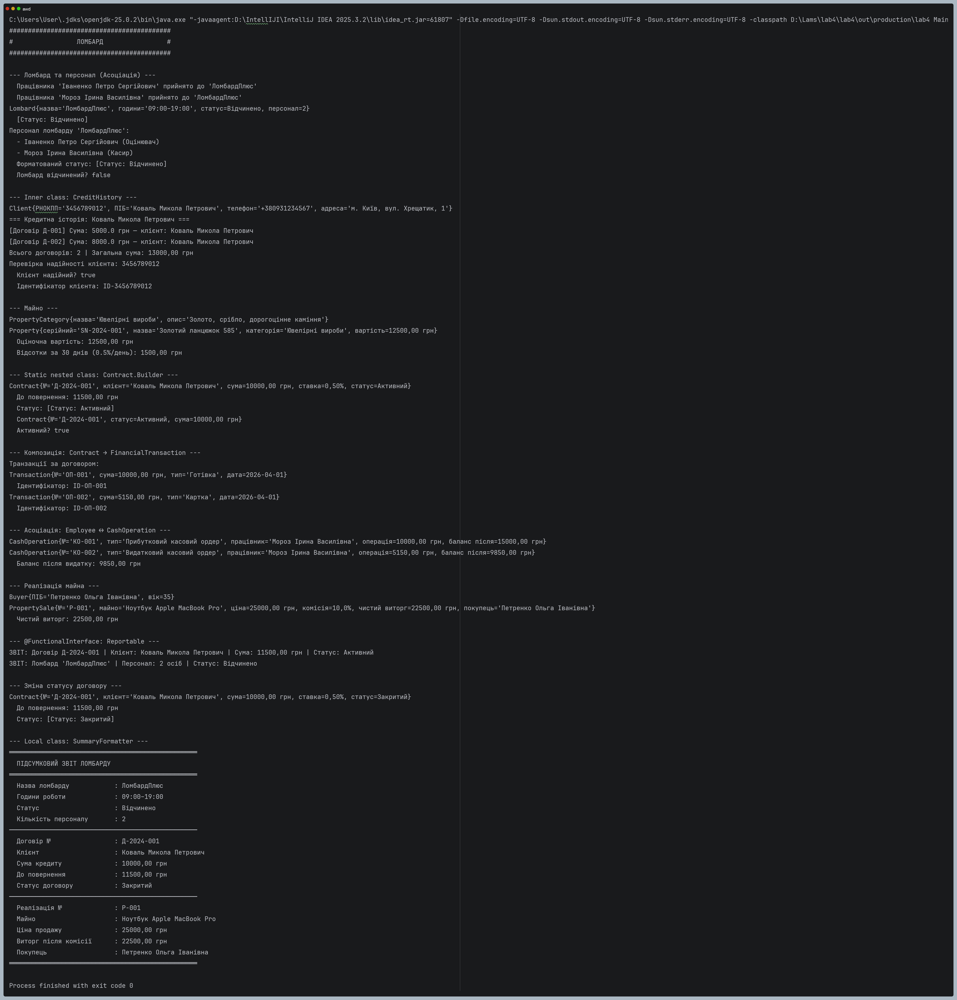 awd
C:\Users\User\.jdks\openjdk-25.0.2\bin\java.exe "-javaagent:D:\IntellIJI\IntelliJ IDEA 2025.3.2\lib\idea_rt.jar=61807" -Dfile.encoding=UTF-8 -Dsun.stdout.encoding=UTF-8 -Dsun.stderr.encoding=UTF-8 -classpath D:\Lams\lab4\lab4\out\production\lab4 Main
###########################################
#                 ЛОМБАРД                 #
###########################################

--- Ломбард та персонал (Асоціація) ---
  Працівника 'Іваненко Петро Сергійович' прийнято до 'ЛомбардПлюс'
  Працівника 'Мороз Ірина Василівна' прийнято до 'ЛомбардПлюс'
Lombard{назва='ЛомбардПлюс', години='09:00–19:00', статус=Відчинено, персонал=2}
  [Статус: Відчинено]
Персонал ломбарду 'ЛомбардПлюс':
  - Іваненко Петро Сергійович (Оцінювач)
  - Мороз Ірина Василівна (Касир)
  Форматований статус: [Статус: Відчинено]
  Ломбард відчинений? false

--- Inner class: CreditHistory ---
Client{РНОКПП='3456789012', ПІБ='Коваль Микола Петрович', телефон='+380931234567', адреса='м. Київ, вул. Хрещатик, 1'}
=== Кредитна історія: Коваль Микола Петрович ===
[Договір Д-001] Сума: 5000.0 грн — клієнт: Коваль Микола Петрович
[Договір Д-002] Сума: 8000.0 грн — клієнт: Коваль Микола Петрович
Всього договорів: 2 | Загальна сума: 13000,00 грн
Перевірка надійності клієнта: 3456789012
  Клієнт надійний? true
  Ідентифікатор клієнта: ID-3456789012

--- Майно ---
PropertyCategory{назва='Ювелірні вироби', опис='Золото, срібло, дорогоцінне каміння'}
Property{серійний='SN-2024-001', назва='Золотий ланцюжок 585', категорія='Ювелірні вироби', вартість=12500,00 грн}
  Оціночна вартість: 12500,00 грн
  Відсотки за 30 днів (0.5%/день): 1500,00 грн

--- Static nested class: Contract.Builder ---
Contract{№='Д-2024-001', клієнт='Коваль Микола Петрович', сума=10000,00 грн, ставка=0,50%, статус=Активний}
  До повернення: 11500,00 грн
  Статус: [Статус: Активний]
  Contract{№='Д-2024-001', статус=Активний, сума=10000,00 грн}
  Активний? true

--- Композиція: Contract → FinancialTransaction ---
Транзакції за договором:
Transaction{№='ОП-001', сума=10000,00 грн, тип='Готівка', дата=2026-04-01}
  Ідентифікатор: ID-ОП-001
Transaction{№='ОП-002', сума=5150,00 грн, тип='Картка', дата=2026-04-01}
  Ідентифікатор: ID-ОП-002

--- Асоціація: Employee ↔ CashOperation ---
CashOperation{№='КО-001', тип='Прибутковий касовий ордер', працівник='Мороз Ірина Василівна', операція=10000,00 грн, баланс після=15000,00 грн}
CashOperation{№='КО-002', тип='Видатковий касовий ордер', працівник='Мороз Ірина Василівна', операція=5150,00 грн, баланс після=9850,00 грн}
  Баланс після видатку: 9850,00 грн

--- Реалізація майна ---
Buyer{ПІБ='Петренко Ольга Іванівна', вік=35}
PropertySale{№='Р-001', майно='Ноутбук Apple MacBook Pro', ціна=25000,00 грн, комісія=10,0%, чистий виторг=22500,00 грн, покупець='Петренко Ольга Іванівна'}
  Чистий виторг: 22500,00 грн

--- @FunctionalInterface: Reportable ---
ЗВІТ: Договір Д-2024-001 | Клієнт: Коваль Микола Петрович | Сума: 11500,00 грн | Статус: Активний
ЗВІТ: Ломбард 'ЛомбардПлюс' | Персонал: 2 осіб | Статус: Відчинено

--- Зміна статусу договору ---
Contract{№='Д-2024-001', клієнт='Коваль Микола Петрович', сума=10000,00 грн, ставка=0,50%, статус=Закритий}
  До повернення: 11500,00 грн
  Статус: [Статус: Закритий]

--- Local class: SummaryFormatter ---
══════════════════════════════════════════════════
  ПІДСУМКОВИЙ ЗВІТ ЛОМБАРДУ
══════════════════════════════════════════════════
  Назва ломбарду            : ЛомбардПлюс
  Години роботи             : 09:00–19:00
  Статус                    : Відчинено
  Кількість персоналу       : 2
──────────────────────────────────────────────────
  Договір №                 : Д-2024-001
  Клієнт                    : Коваль Микола Петрович
  Сума кредиту              : 10000,00 грн
  До повернення             : 11500,00 грн
  Статус договору           : Закритий
──────────────────────────────────────────────────
  Реалізація №              : Р-001
  Майно                     : Ноутбук Apple MacBook Pro
  Ціна продажу              : 25000,00 грн
  Виторг після комісії      : 22500,00 грн
  Покупець                  : Петренко Ольга Іванівна
══════════════════════════════════════════════════

Process finished with exit code 0